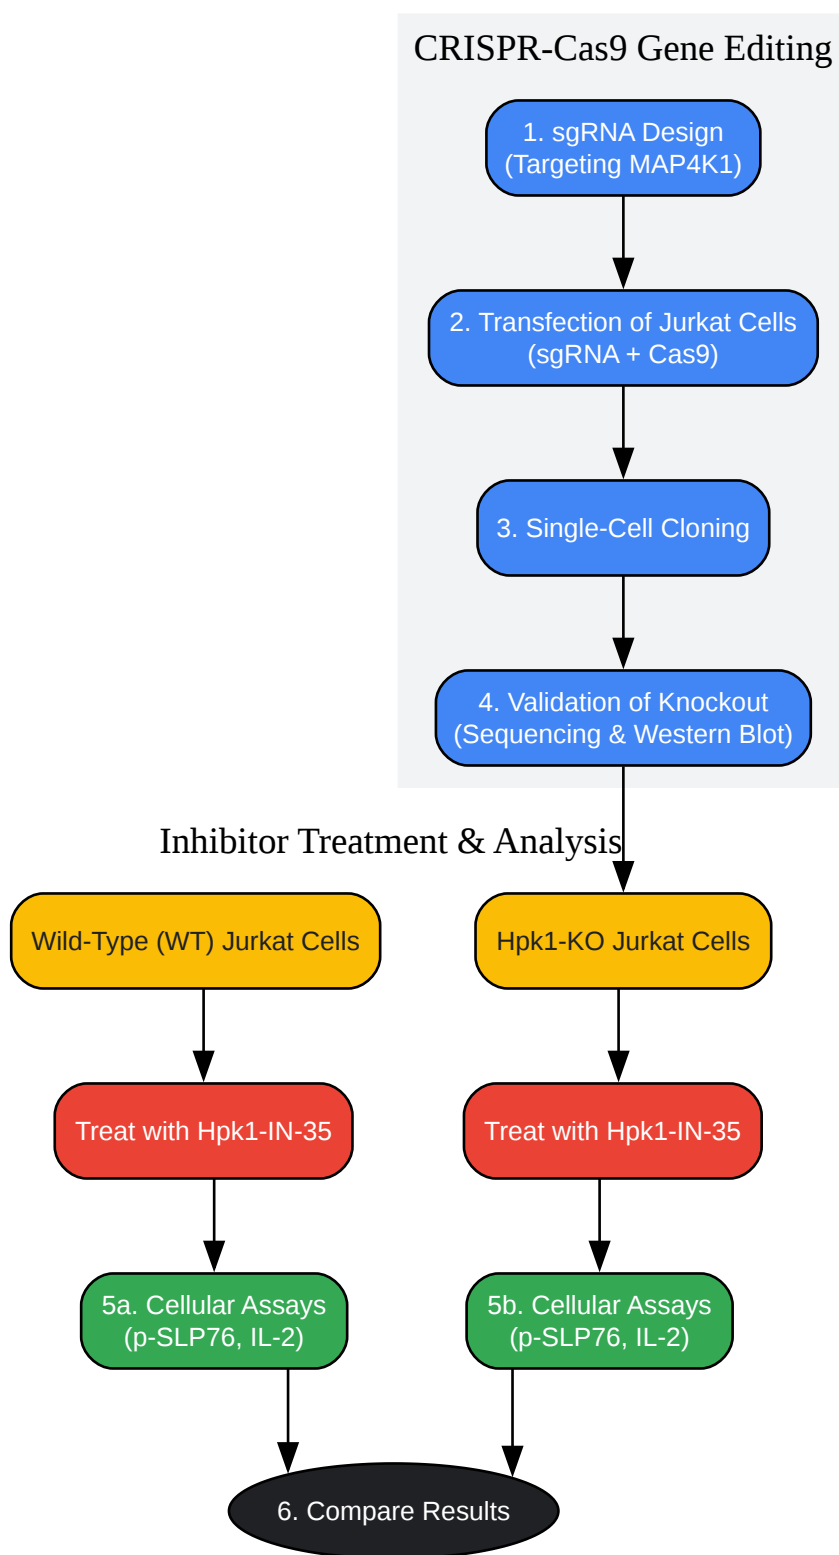 CRISPR-Cas9 Gene Editing
1. sgRNA Design
(Targeting MAP4K1)
2. Transfection of Jurkat Cells
(sgRNA + Cas9)
3. Single-Cell Cloning
4. Validation of Knockout
(Sequencing & Western Blot)
Inhibitor Treatment & Analysis
Wild-Type (WT) Jurkat Cells
Hpk1-KO Jurkat Cells
Treat with Hpk1-IN-35
Treat with Hpk1-IN-35
5a. Cellular Assays
(p-SLP76, IL-2)
5b. Cellular Assays
(p-SLP76, IL-2)
6. Compare Results